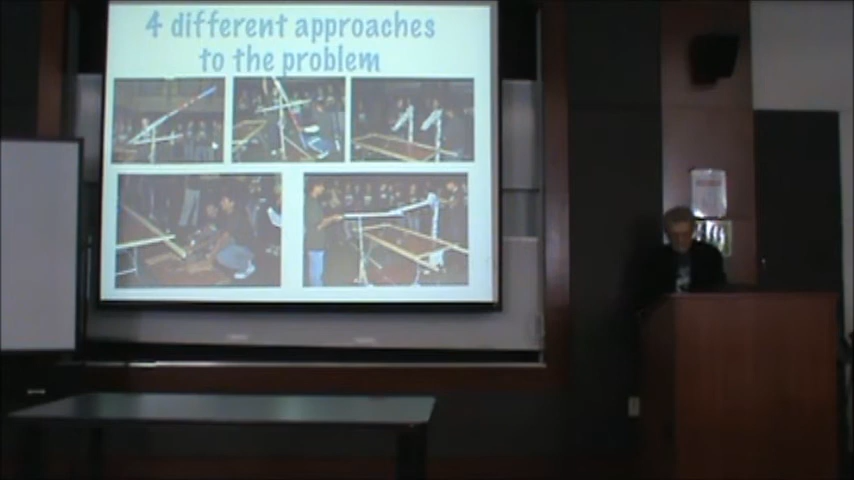 4 different approaches
to the problem